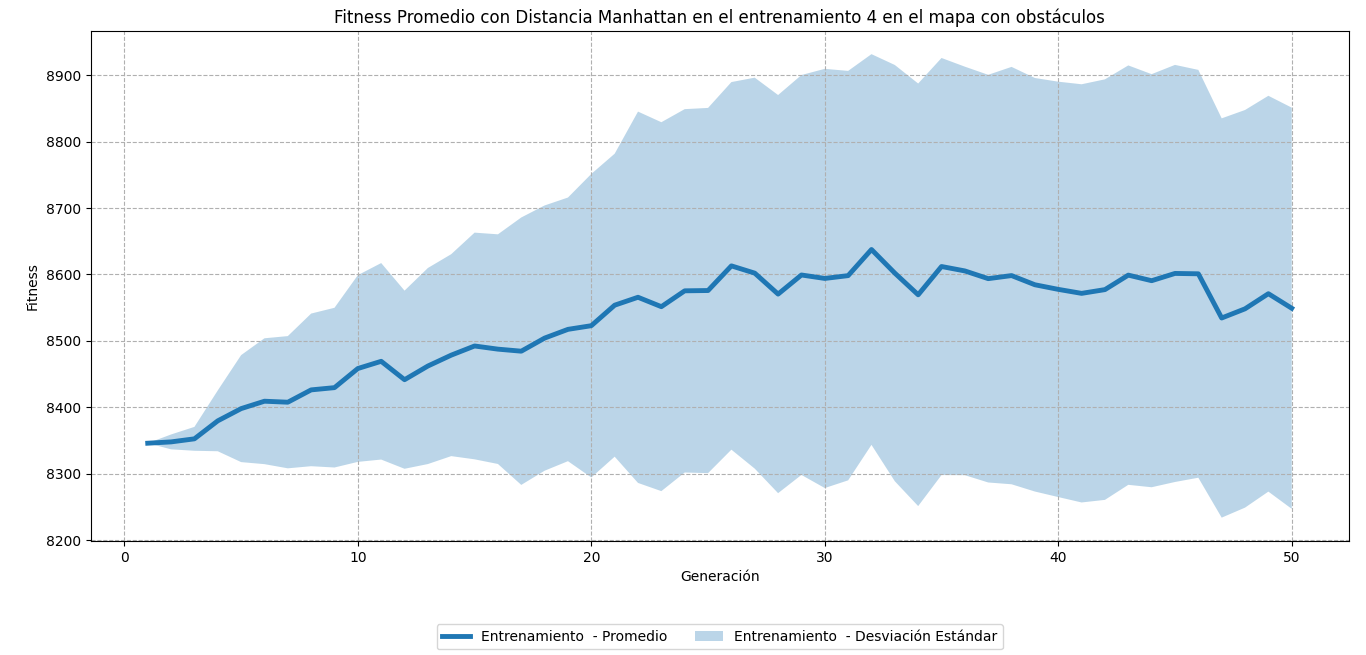 Fitness Promedio con Distancia Manhattan en el entrenamiento 4 en el mapa con obstáculos
8900
8800
8700
8600
8500
8400
8300
8200
Fitness
0 10 20 30 40 50
Generación
Entrenamiento  - Promedio Entrenamiento  - Desviación Estándar